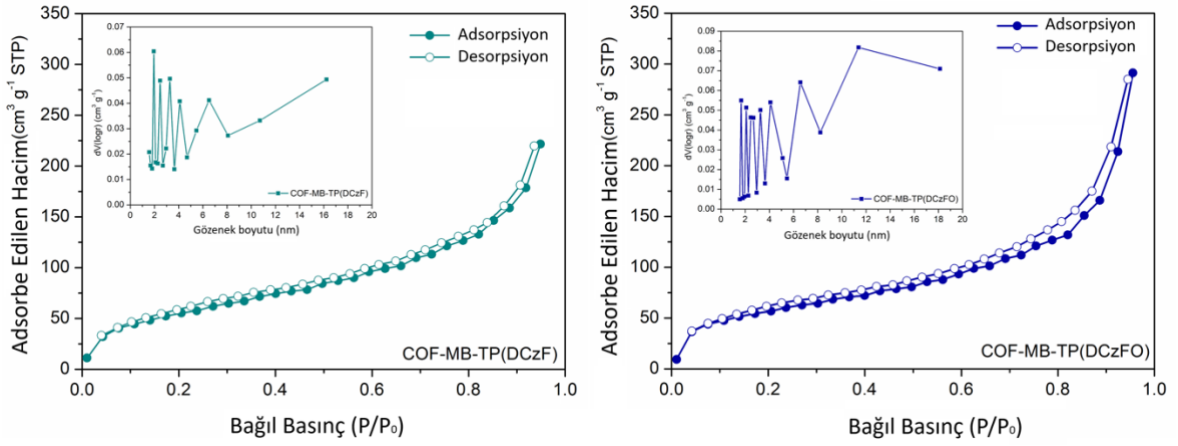 350
300
250
200
150
100
50
0
Adsorbe Edilen Hacim(cm³ g⁻¹ STP)
0.0 0.2 0.4 0.6 0.8 1.0
Bağıl Basınç (P/P₀)
Adsorpsiyon
Desorpsiyon
COF-MB-TP(DCzF)
0.07
0.06
0.05
0.04
0.03
0.02
0.01
0.00
dV(logr) (cm³ g⁻¹)
0 2 4 6 8 10 12 14 16 18 20
Gözenek boyutu (nm)
COF-MB-TP(DCzF)
350
300
250
200
150
100
50
0
Adsorbe Edilen Hacim(cm³ g⁻¹ STP)
0.0 0.2 0.4 0.6 0.8 1.0
Bağıl Basınç (P/P₀)
Adsorpsiyon
Desorpsiyon
COF-MB-TP(DCzFO)
0.09
0.08
0.07
0.06
0.05
0.04
0.03
0.02
0.01
0.00
dV(logr) (cm³ g⁻¹)
0 2 4 6 8 10 12 14 16 18 20
Gözenek boyutu (nm)
COF-MB-TP(DCzFO)